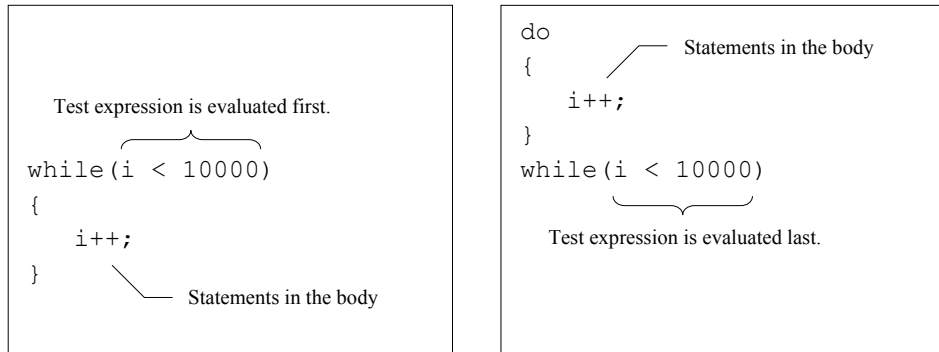 Test expression is evaluated first.
while(i < 10000)
{
i++;
}
Statements in the body
do
Statements in the body
{
i++;
}
while(i < 10000)
Test expression is evaluated last.